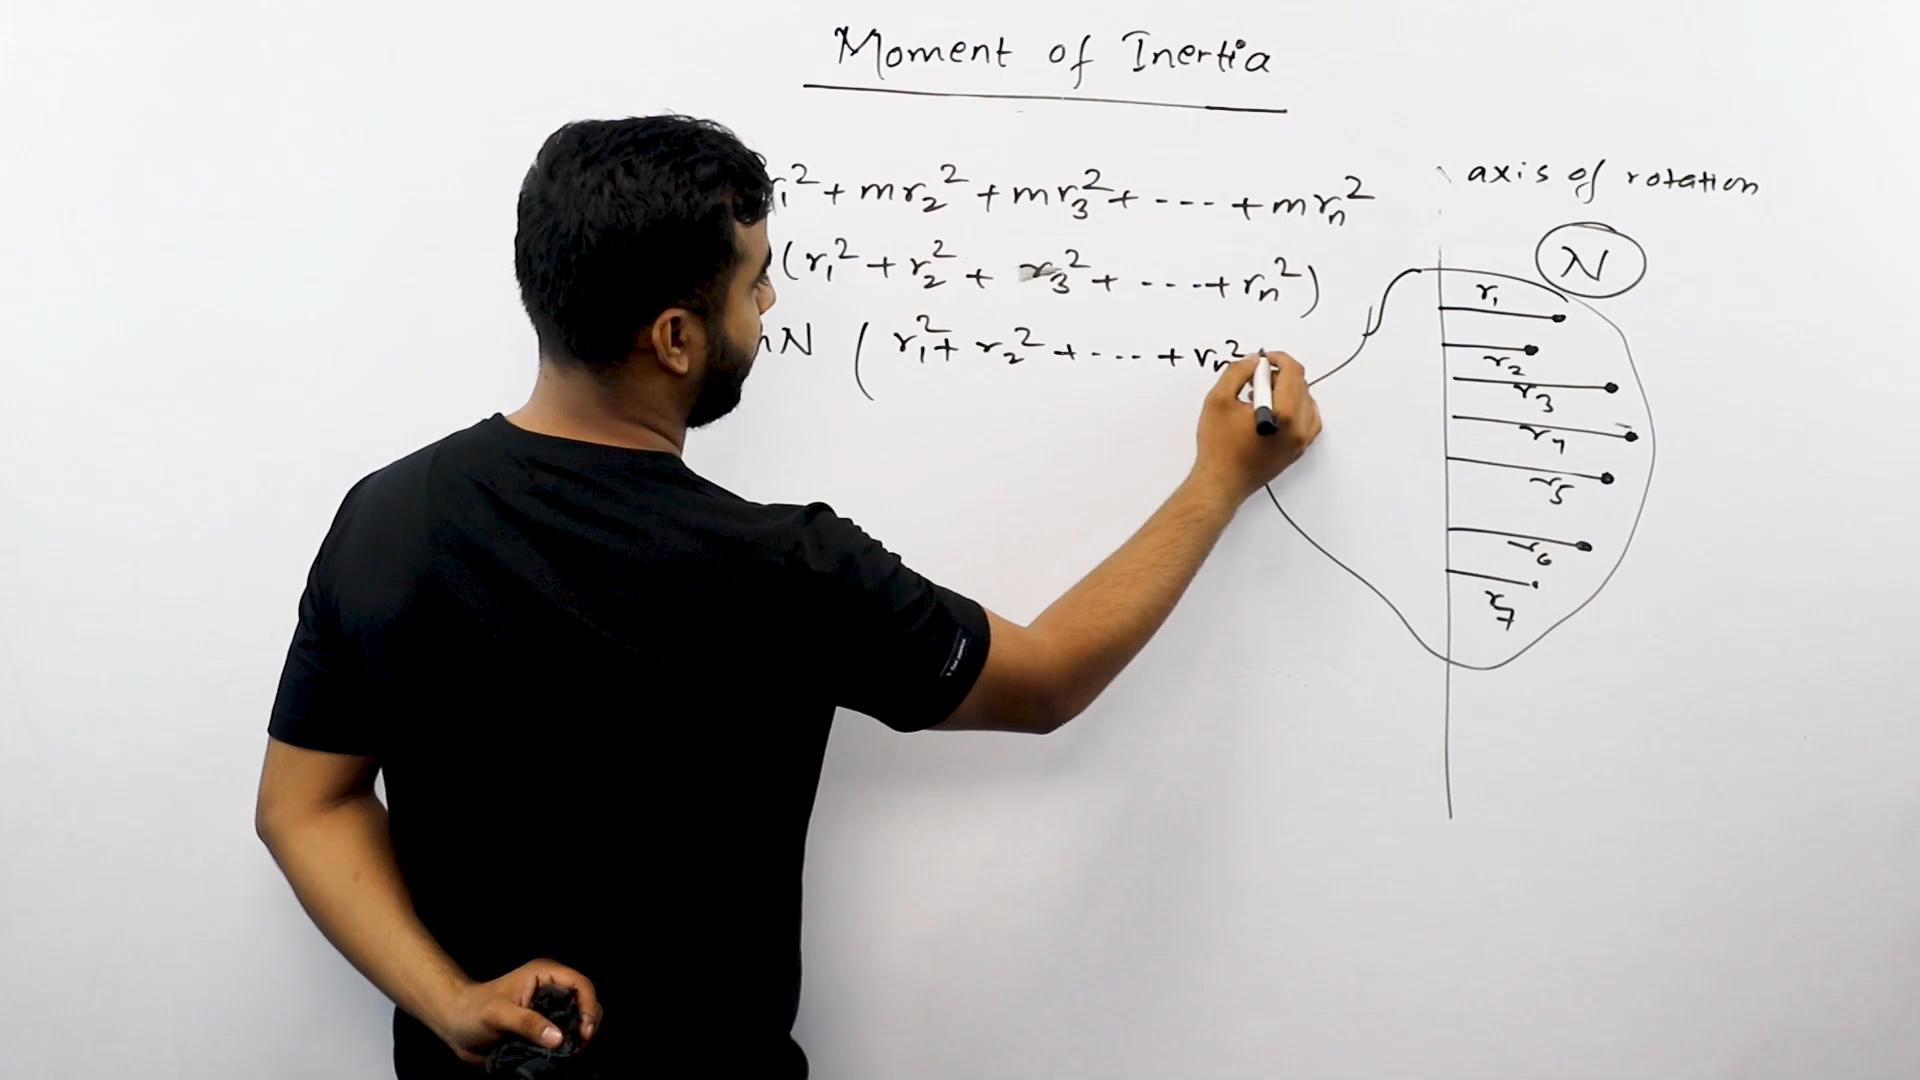 Moment of Inertia
r₁² + mr₂² + mr₃² + --- + mrₙ²
(r₁² + r₂² + r₃² + --- + rₙ²)
N ( r₁² + r₂² + ---- + rₙ²
axis of rotation
N
r₁
r₂
r₃
r₄
r₅
r₆
r₇